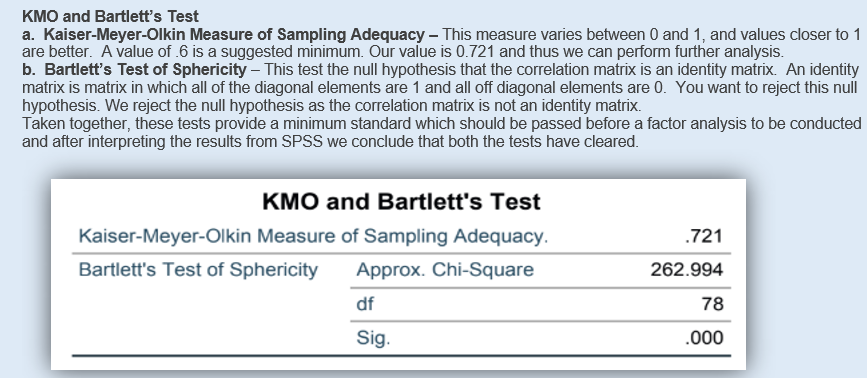 KMO and Bartlett's Test
a. Kaiser-Meyer-Olkin Measure of Sampling Adequacy – This measure varies between 0 and 1, and values closer to 1
are better. A value of .6 is a suggested minimum. Our value is 0.721 and thus we can perform further analysis.
b. Bartlett's Test of Sphericity – This test the null hypothesis that the correlation matrix is an identity matrix. An identity
matrix is matrix in which all of the diagonal elements are 1 and all off diagonal elements are 0. You want to reject this null
hypothesis. We reject the null hypothesis as the correlation matrix is not an identity matrix.
Taken together, these tests provide a minimum standard which should be passed before a factor analysis to be conducted
and after interpreting the results from SPSS we conclude that both the tests have cleared.
KMO and Bartlett's Test
Kaiser-Meyer-Olkin Measure of Sampling Adequacy. .721
Bartlett's Test of Sphericity Approx. Chi-Square 262.994
df 78
Sig. .000